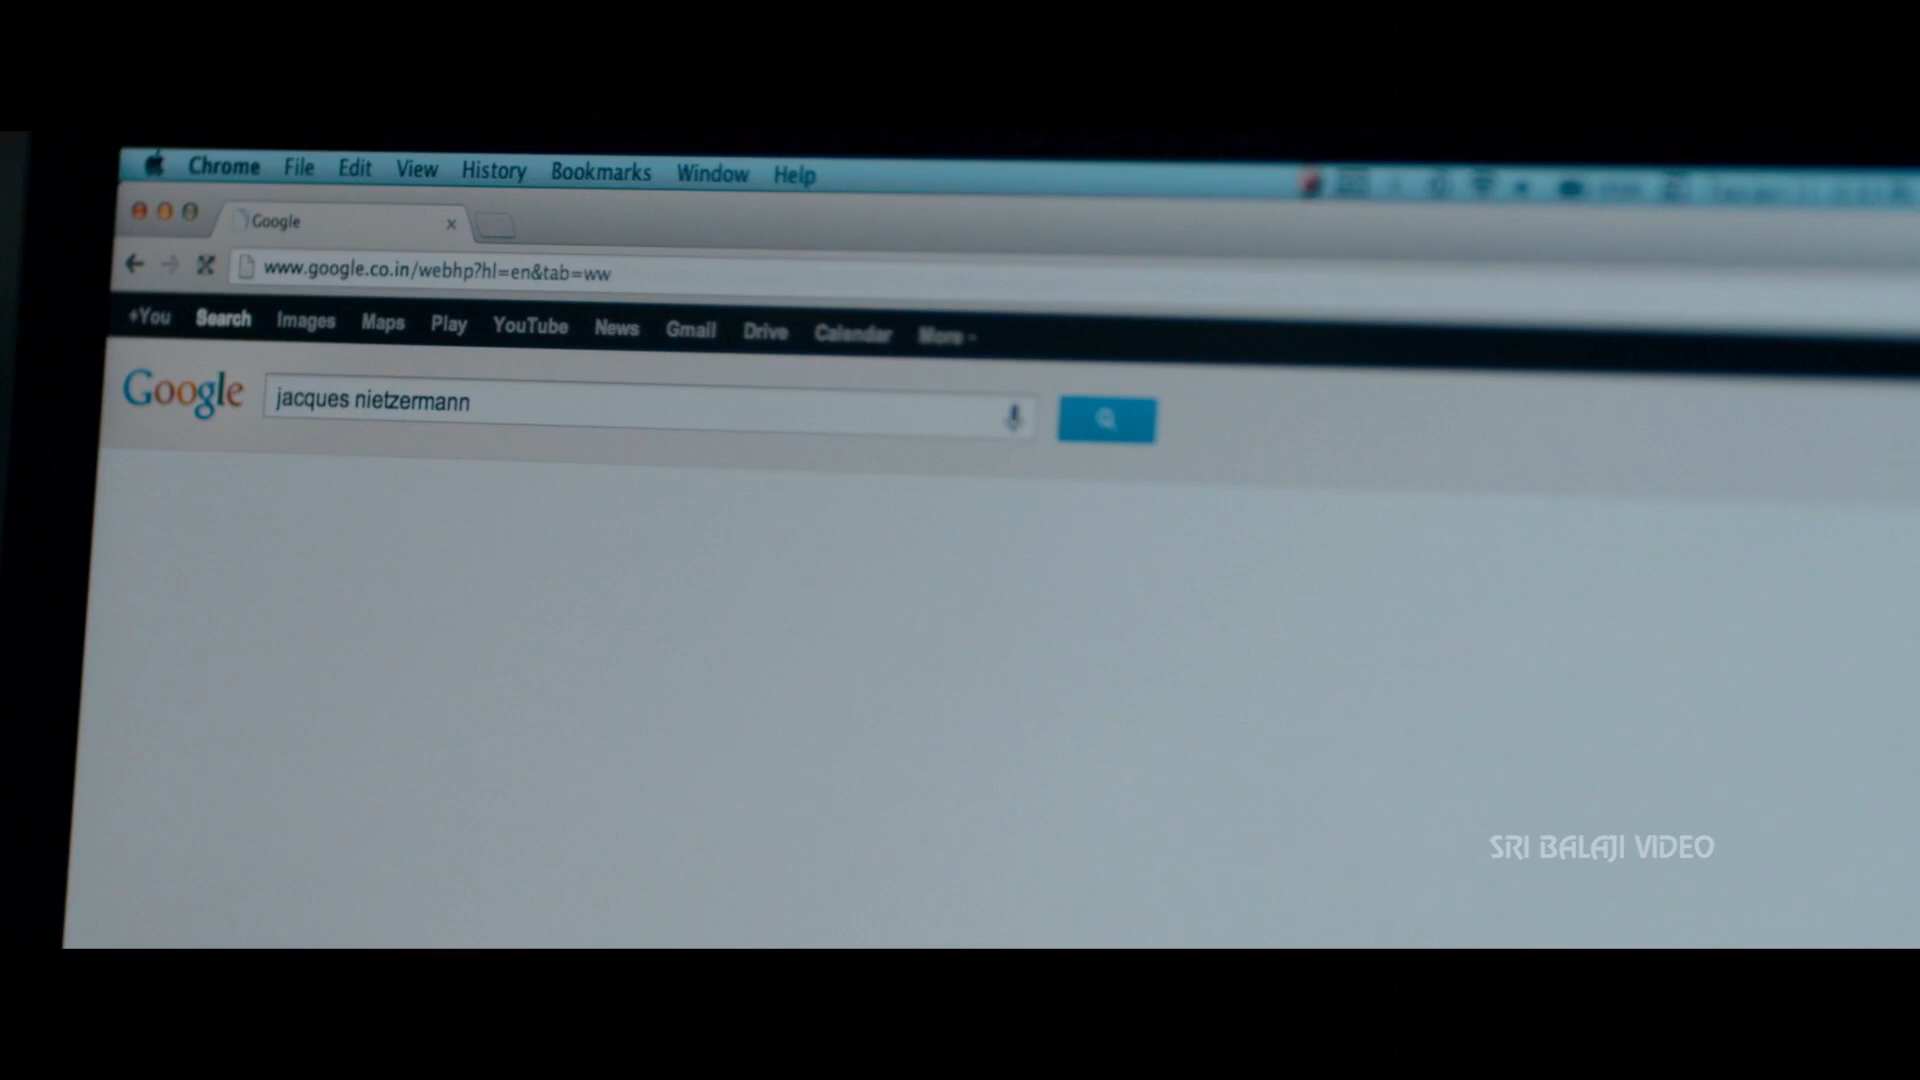 Chrome File Edit View History Bookmarks Window Help
Google
www.google.co.in/webhp?hl=en&tab=ww
+You Search Images Maps Play YouTube News Gmail Drive Calendar More
Google jacques nietzermann
SRI BALAJI VIDEO